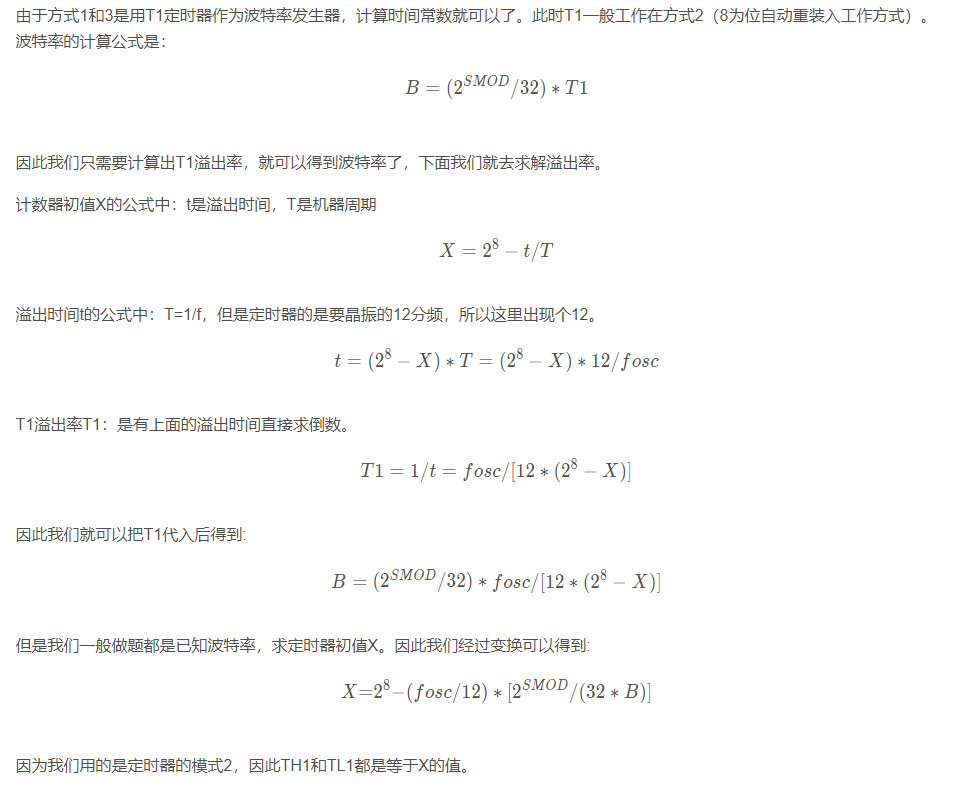 由于方式1和3是用T1定时器作为波特率发生器，计算时间常数就可以了。此时T1一般工作在方式2（8为位自动重装入工作方式）。
波特率的计算公式是：
B = (2^{SMOD}/32) * T1
因此我们只需要计算出T1溢出率，就可以得到波特率了，下面我们就去求解溢出率。
计数器初值X的公式中：t是溢出时间，T是机器周期
X = 2^8 − t/T
溢出时间t的公式中：T=1/f，但是定时器的是要晶振的12分频，所以这里出现个12。
t = (2^8 − X) * T = (2^8 − X) * 12/fosc
T1溢出率T1：是有上面的溢出时间直接求倒数。
T1 = 1/t = fosc/[12 * (2^8 − X)]
因此我们就可以把T1代入后得到:
B = (2^{SMOD}/32) * fosc/[12 * (2^8 − X)]
但是我们一般做题都是已知波特率，求定时器初值X。因此我们经过变换可以得到:
X=2^8−(fosc/12) * [2^{SMOD}/(32 * B)]
因为我们用的是定时器的模式2，因此TH1和TL1都是等于X的值。